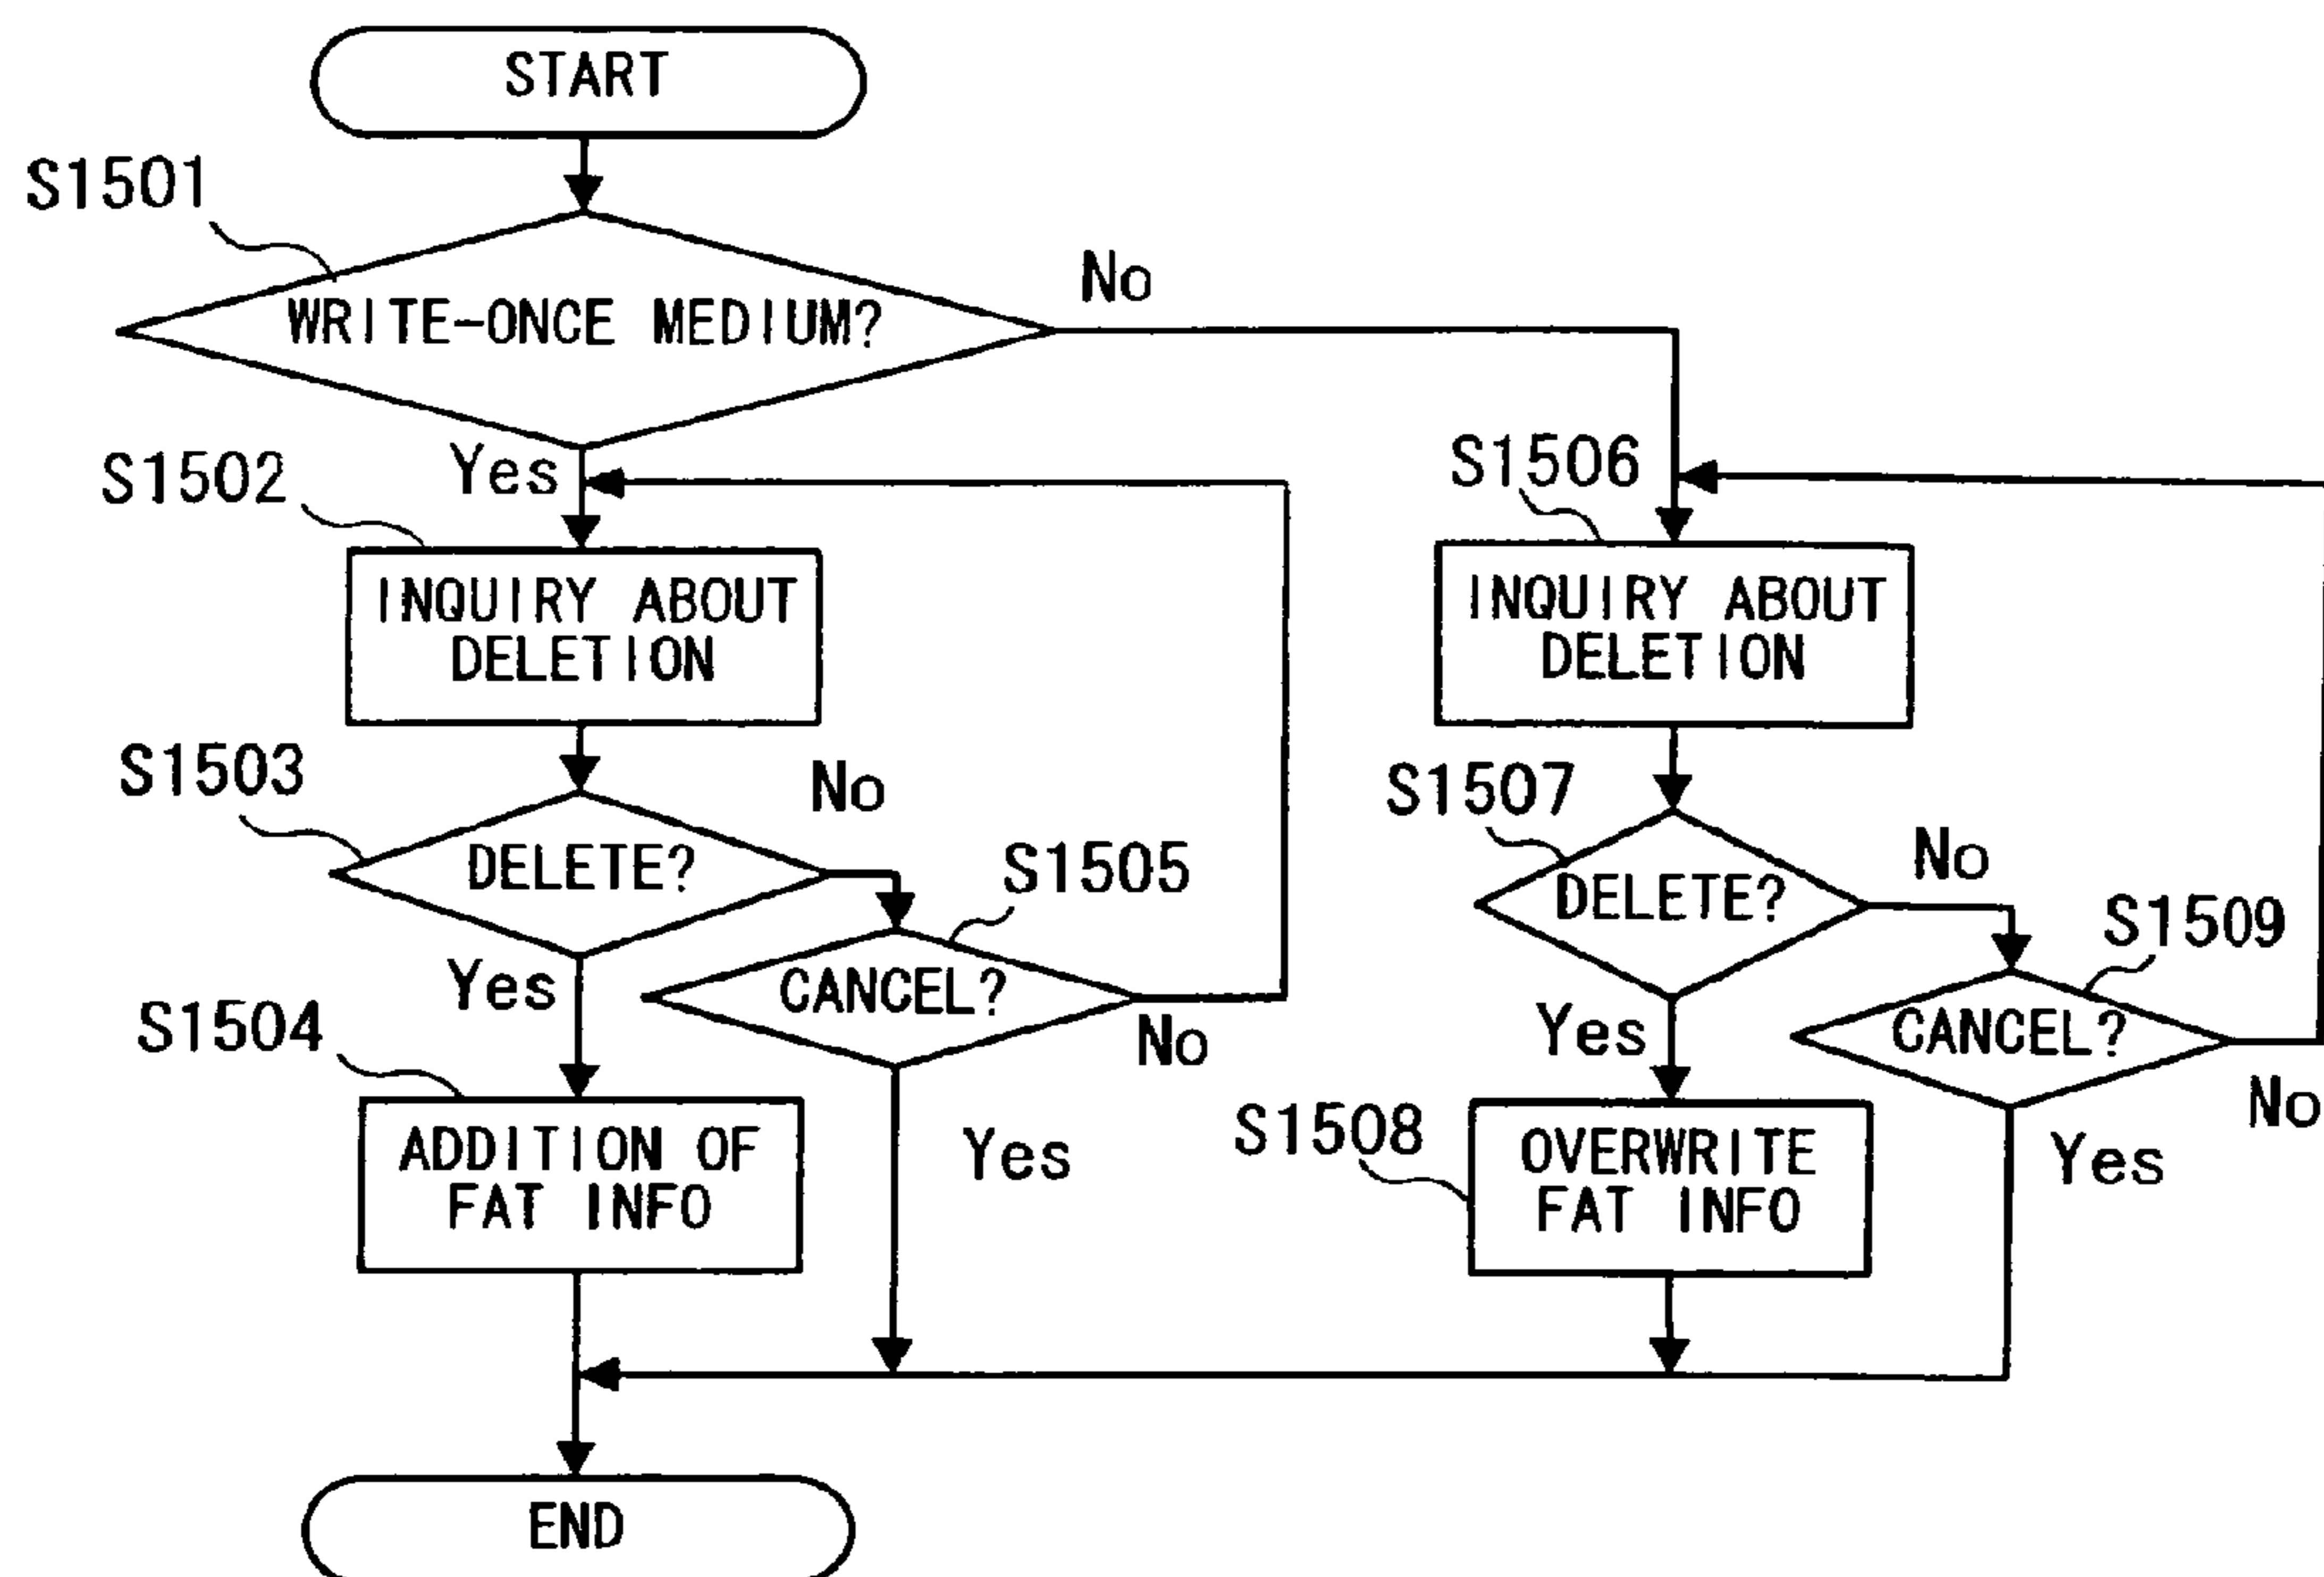 START
S1501
WRITE-ONCE MEDIUM?
No
Yes
S1502
INQUIRY ABOUT
DELETION
S1503
DELETE?
No
S1505
CANCEL?
No
Yes
Yes
S1504
ADDITION OF
FAT INFO
S1506
INQUIRY ABOUT
DELETION
S1507
DELETE?
No
S1509
CANCEL?
No
Yes
Yes
S1508
OVERWRITE
FAT INFO
END